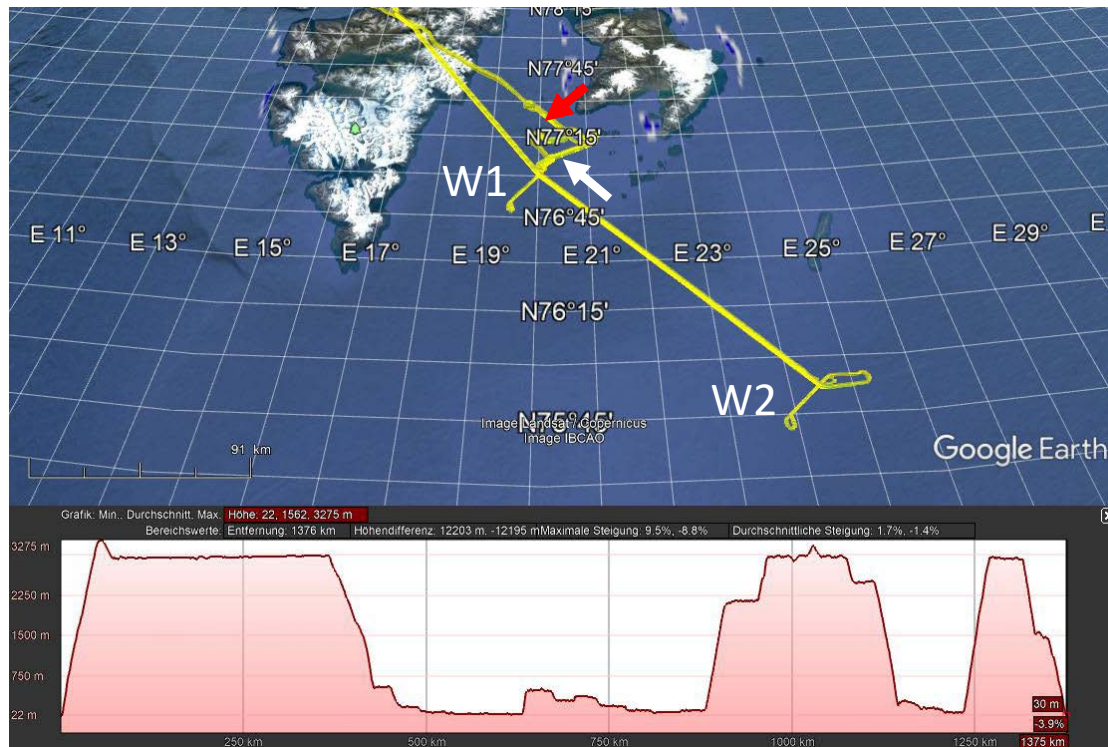 N78°15'
N77°45'
N77°15'
W1
N76°45'
E 11° E 13° E 15° E 17° E 19° E 21° E 23° E 25° E 27° E 29° E
N76°15'
W2
N75°45'
Image Landsat / Copernicus
Image IBCAO
91 km
Google Earth
Grafik: Min., Durchschnitt, Max. Höhe: 22, 1562, 3275 m
Bereichswerte: Entfernung: 1376 km Höhendifferenz: 12203 m, -12195 m Maximale Steigung: 9.5%, -8.8% Durchschnittliche Steigung: 1.7%, -1.4%
3275 m
2250 m
1500 m
750 m
22 m
30 m
-3.9%
250 km 500 km 750 km 1000 km 1250 km 1375 km